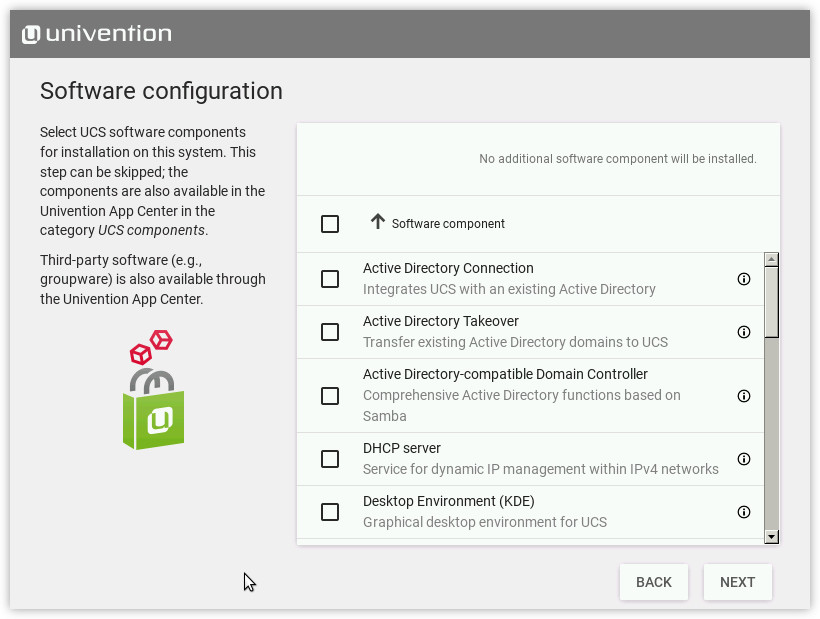 univention
Software configuration
Select UCS software components
for installation on this system. This
step can be skipped; the
components are also available in the
Univention App Center in the
category UCS components.
Third-party software (e.g.,
groupware) is also available through
the Univention App Center.
No additional software component will be installed.
Software component
Active Directory Connection
Integrates UCS with an existing Active Directory
Active Directory Takeover
Transfer existing Active Directory domains to UCS
Active Directory-compatible Domain Controller
Comprehensive Active Directory functions based on
Samba
DHCP server
Service for dynamic IP management within IPv4 networks
Desktop Environment (KDE)
Graphical desktop environment for UCS
BACK
NEXT